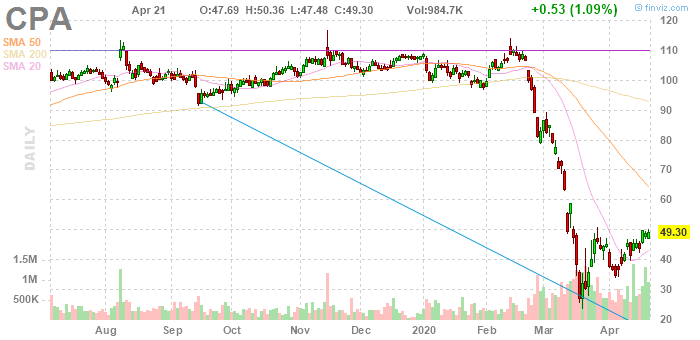 CPA Apr 21 O:47.69 H:50.36 L:47.48 C:49.30 Vol:984.7K +0.53 (1.09%) © finviz.com
SMA 50
SMA 200
SMA 20
DAILY
120
110
100
90
80
70
60
49.30
40
30
20
1.5M
1M
500K
Aug Sep Oct Nov Dec 2020 Feb Mar Apr